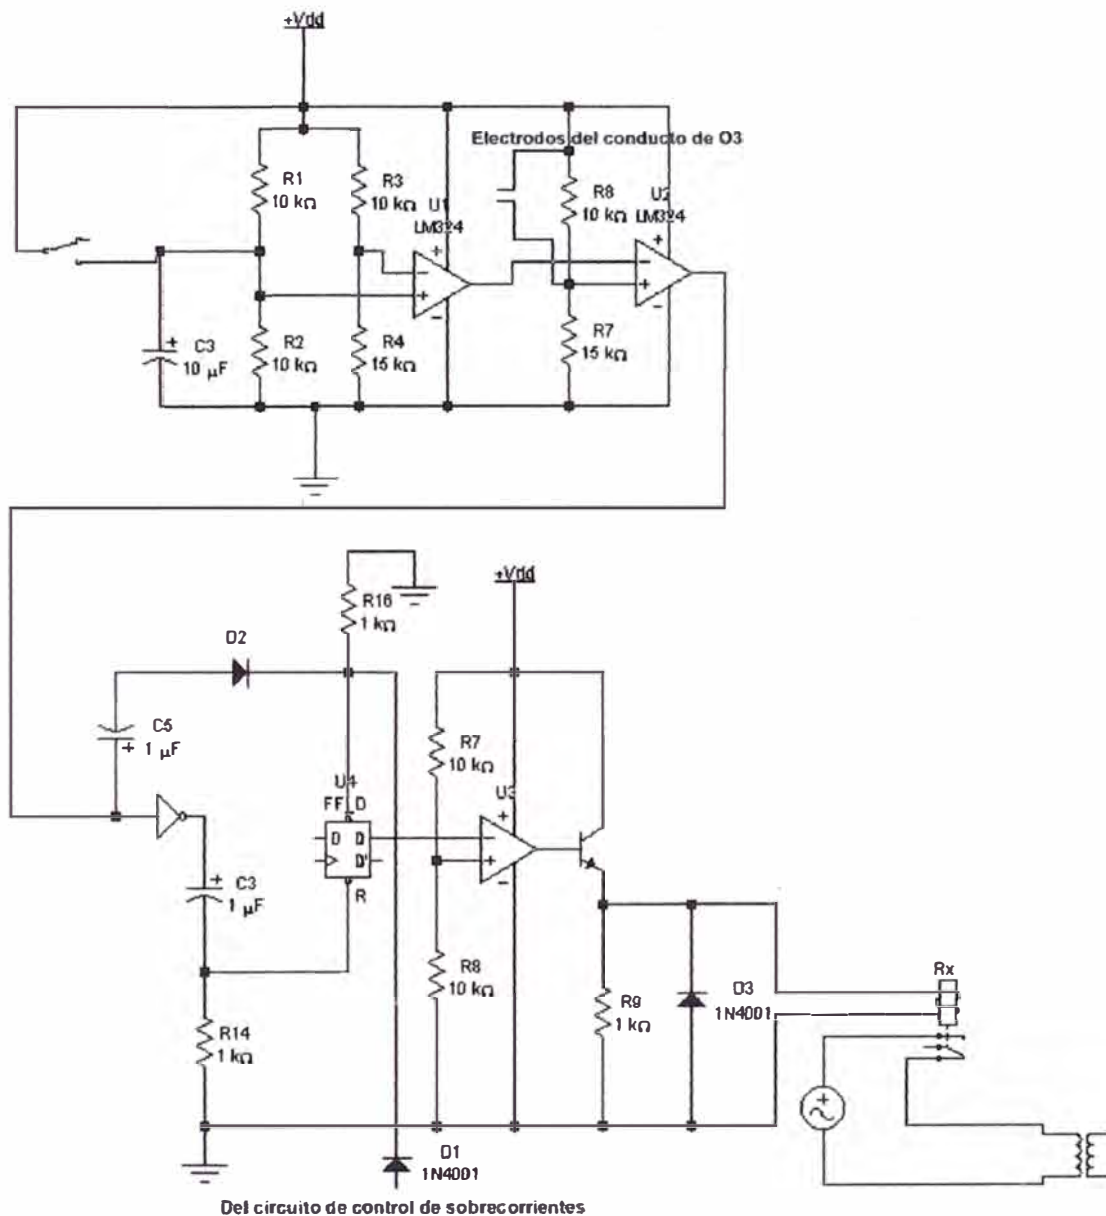 +Vdd
Electrodos del conducto de O3
R1
10 kΩ
R3
10 kΩ
U1
LM324
R8
10 kΩ
U2
LM324
C3
10 µF
R2
10 kΩ
R4
15 kΩ
R7
15 kΩ
+Vdd
R16
1 kΩ
D2
C5
1 µF
R7
10 kΩ
U4
FF D
U3
D
D
D'
R
C3
1 µF
R8
10 kΩ
R14
1 kΩ
R9
1 kΩ
D3
1N4001
Rx
D1
1N4001
Del circuito de control de sobrecorrientes